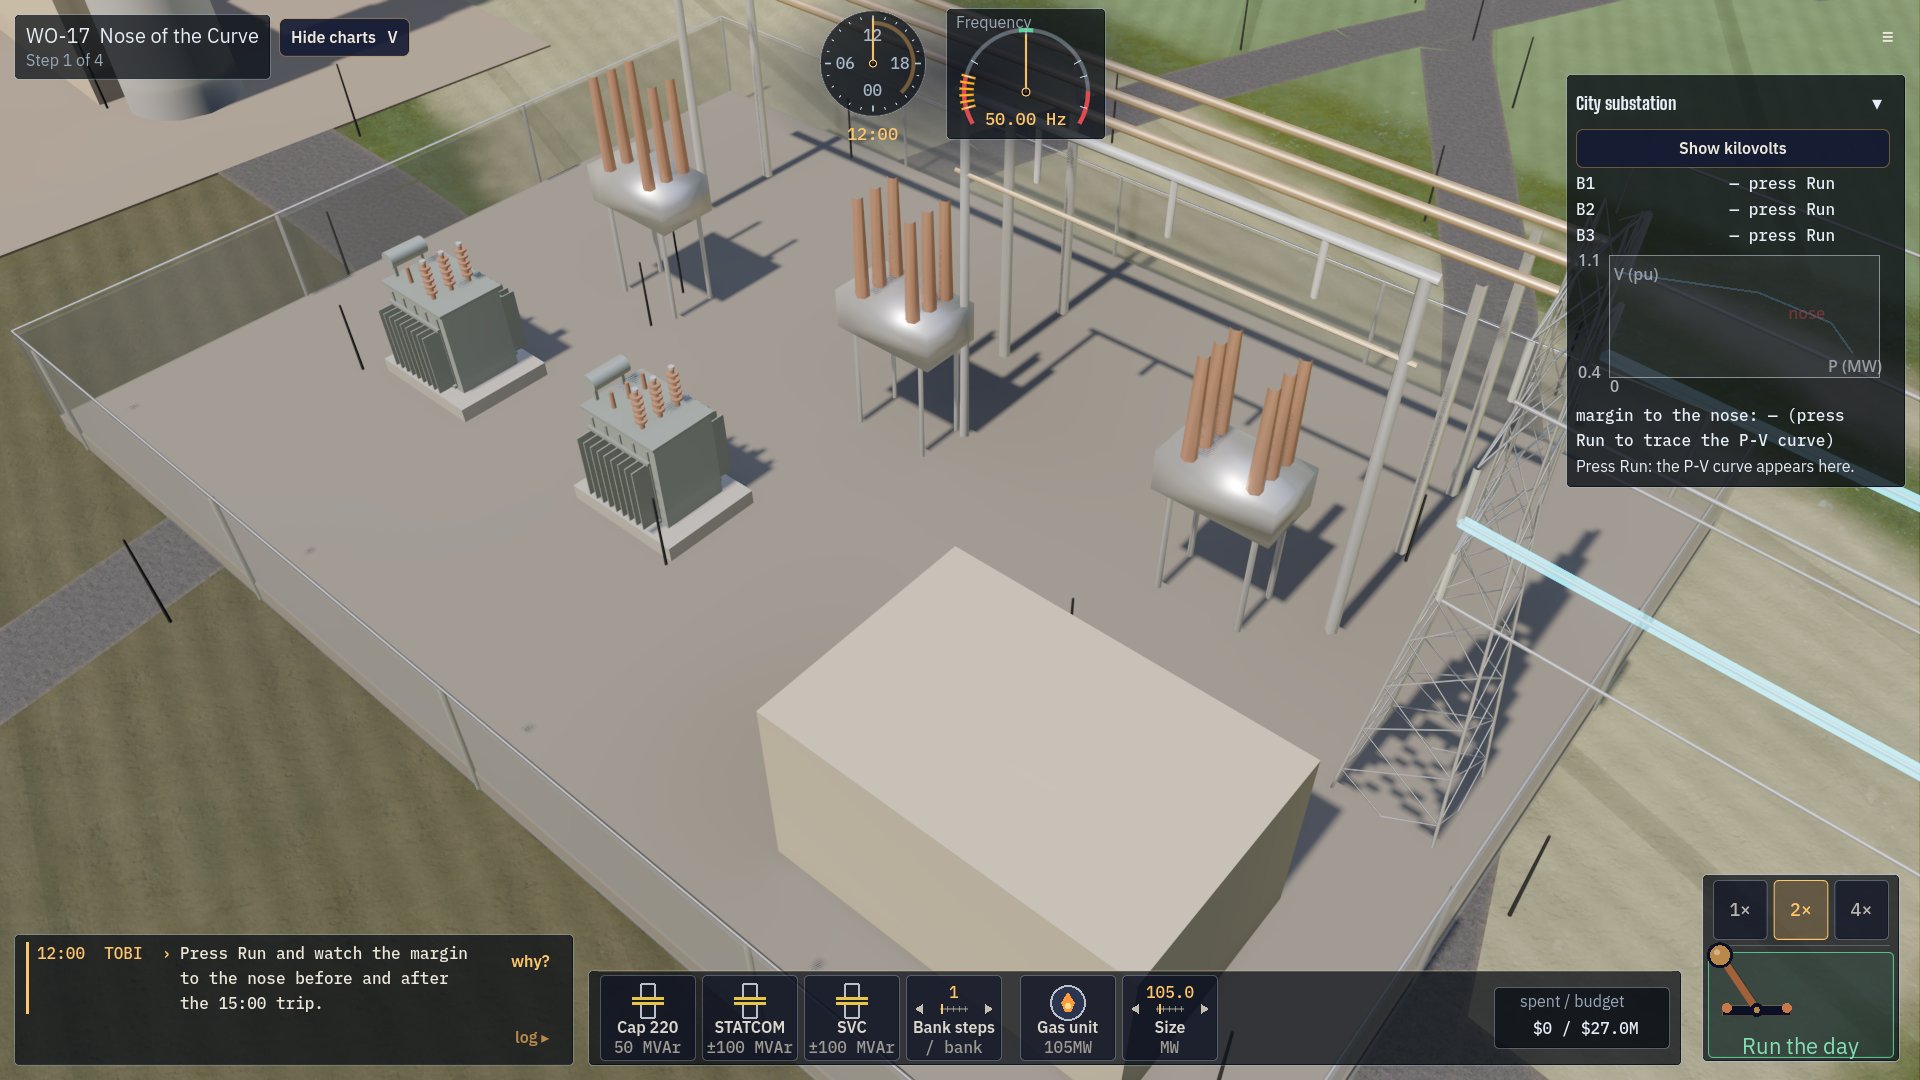 WO-17 Nose of the Curve
Step 1 of 4
Hide charts V
12
06
18
00
12:00
Frequency
50.00 Hz
≡
City substation ▼
Show kilovolts
B1 — press Run
B2 — press Run
B3 — press Run
1.1
V (pu)
nose
P (MW)
0.4
0
margin to the nose: — (press
Run to trace the P-V curve)
Press Run: the P-V curve appears here.
12:00 TOBI › Press Run and watch the margin
to the nose before and after
the 15:00 trip.
why?
log ▸
Cap 220
50 MVAr
STATCOM
±100 MVAr
SVC
±100 MVAr
1
◀ ▶
Bank steps
/ bank
Gas unit
105MW
105.0
◀ ▶
Size
MW
spent / budget
$0 / $27.0M
1×
2×
4×
Run the day